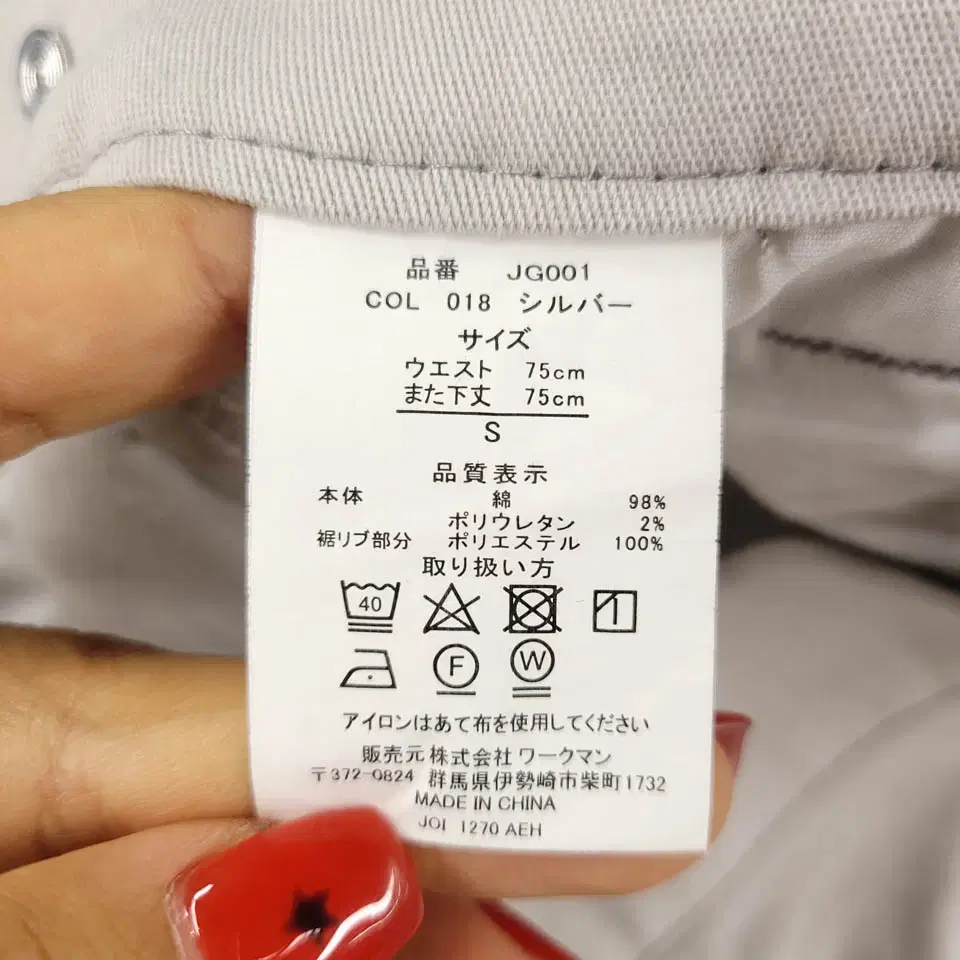 品番 JG001
COL 018 シルバー
サイズ
ウエスト 75cm
また下丈 75cm
S
品質表示
本体 綿 98%
ポリウレタン 2%
裾リブ部分 ポリエステル 100%
取り扱い方
40
1
F
W
アイロンはあて布を使用してください
販売元 株式会社 ワークマン
〒372-0824 群馬県伊勢崎市柴町1732
MADE IN CHINA
JOI 1270 AEH